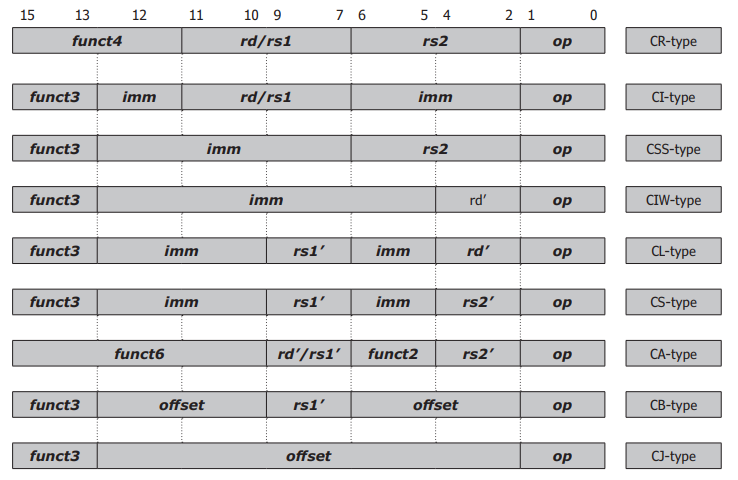 15 13 12 11 10 9 7 6 5 4 2 1 0
funct4 rd/rs1 rs2 op CR-type
funct3 imm rd/rs1 imm op CI-type
funct3 imm rs2 op CSS-type
funct3 imm rd′ op CIW-type
funct3 imm rs1′ imm rd′ op CL-type
funct3 imm rs1′ imm rs2′ op CS-type
funct6 rd′/rs1′ funct2 rs2′ op CA-type
funct3 offset rs1′ offset op CB-type
funct3 offset op CJ-type